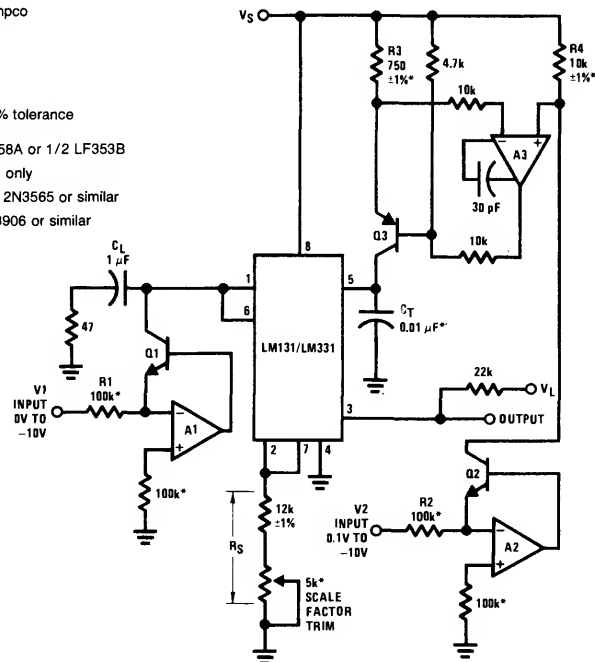 mpco
% tolerance
58A or 1/2 LF353B
only
2N3565 or similar
3906 or similar
VS
R3
750
±1%*
4.7k
R4
10k
±1%*
10k
−
+
A3
30 pF
Q3
10k
8
CL
1 µF
1
6
5
LM131/LM331
CT
0.01 µF*
47
Q1
22k
VL
3
OUTPUT
V1
INPUT
0V TO
−10V
R1
100k*
−
+
A1
2
7
4
100k*
RS
12k
±1%
5k*
SCALE
FACTOR
TRIM
Q2
V2
INPUT
0.1V TO
−10V
R2
100k*
−
+
A2
100k*